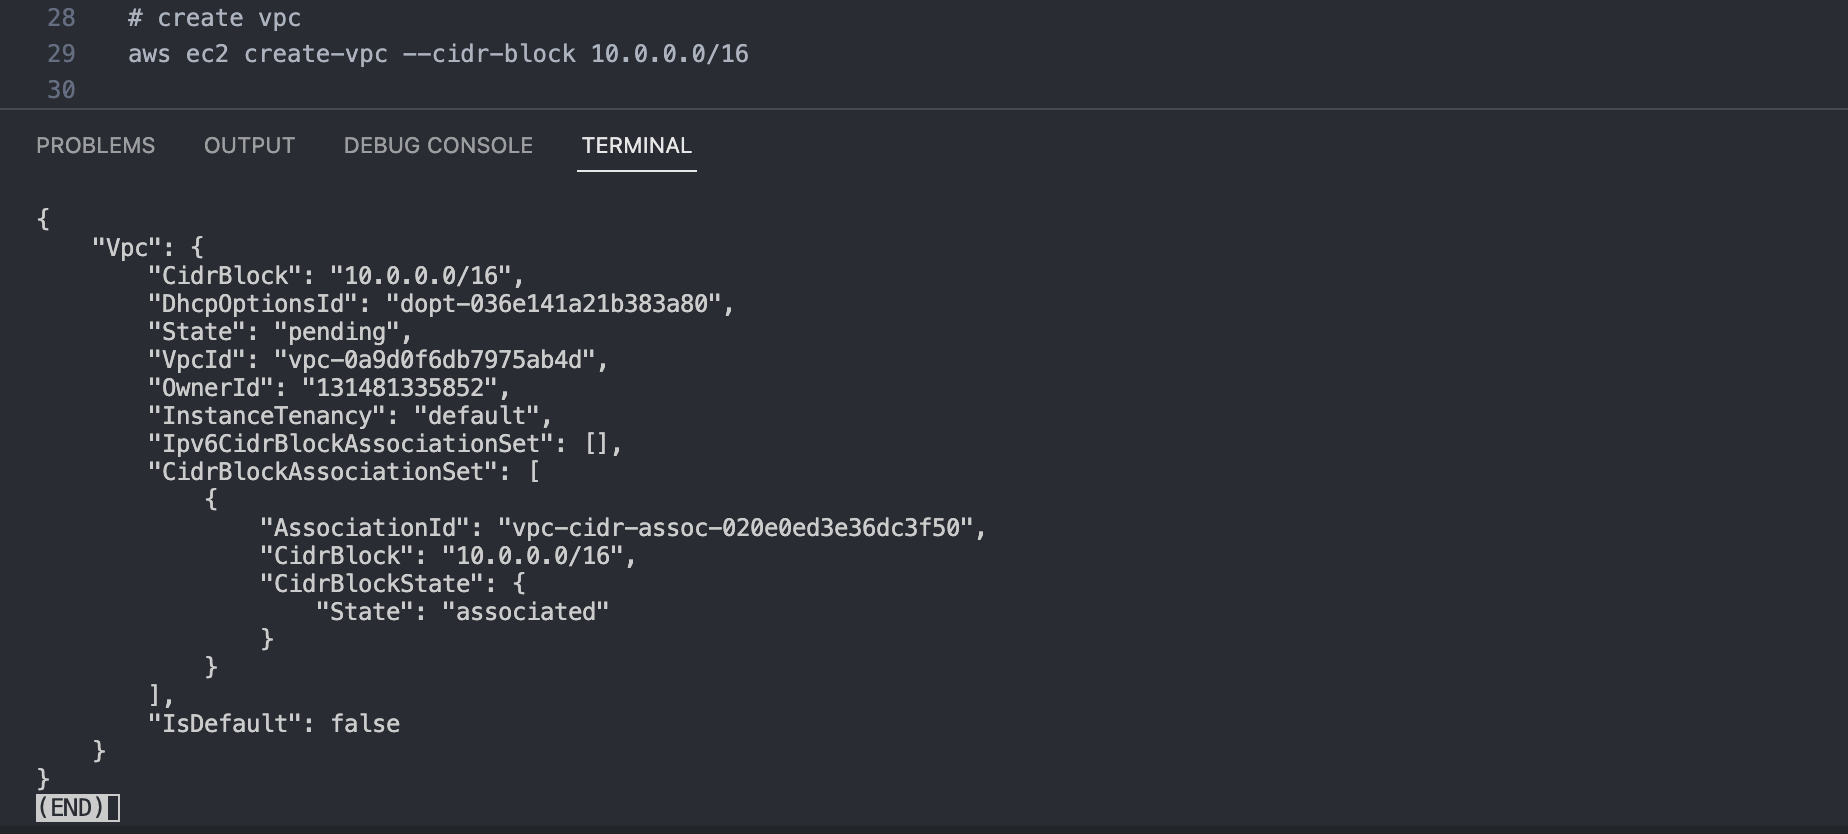 28 # create vpc
29 aws ec2 create-vpc --cidr-block 10.0.0.0/16
30
PROBLEMS OUTPUT DEBUG CONSOLE TERMINAL
{
    "Vpc": {
        "CidrBlock": "10.0.0.0/16",
        "DhcpOptionsId": "dopt-036e141a21b383a80",
        "State": "pending",
        "VpcId": "vpc-0a9d0f6db7975ab4d",
        "OwnerId": "131481335852",
        "InstanceTenancy": "default",
        "Ipv6CidrBlockAssociationSet": [],
        "CidrBlockAssociationSet": [
            {
                "AssociationId": "vpc-cidr-assoc-020e0ed3e36dc3f50",
                "CidrBlock": "10.0.0.0/16",
                "CidrBlockState": {
                    "State": "associated"
                }
            }
        ],
        "IsDefault": false
    }
}
(END)